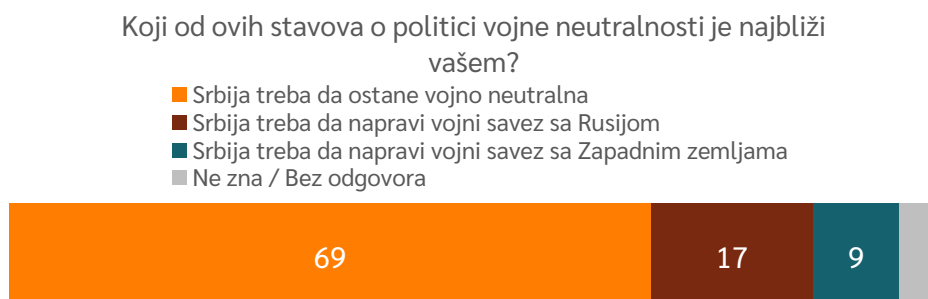 Koji od ovih stavova o politici vojne neutralnosti je najbliži
vašem?
Srbija treba da ostane vojno neutralna
Srbija treba da napravi vojni savez sa Rusijom
Srbija treba da napravi vojni savez sa Zapadnim zemljama
Ne zna / Bez odgovora
69 17 9